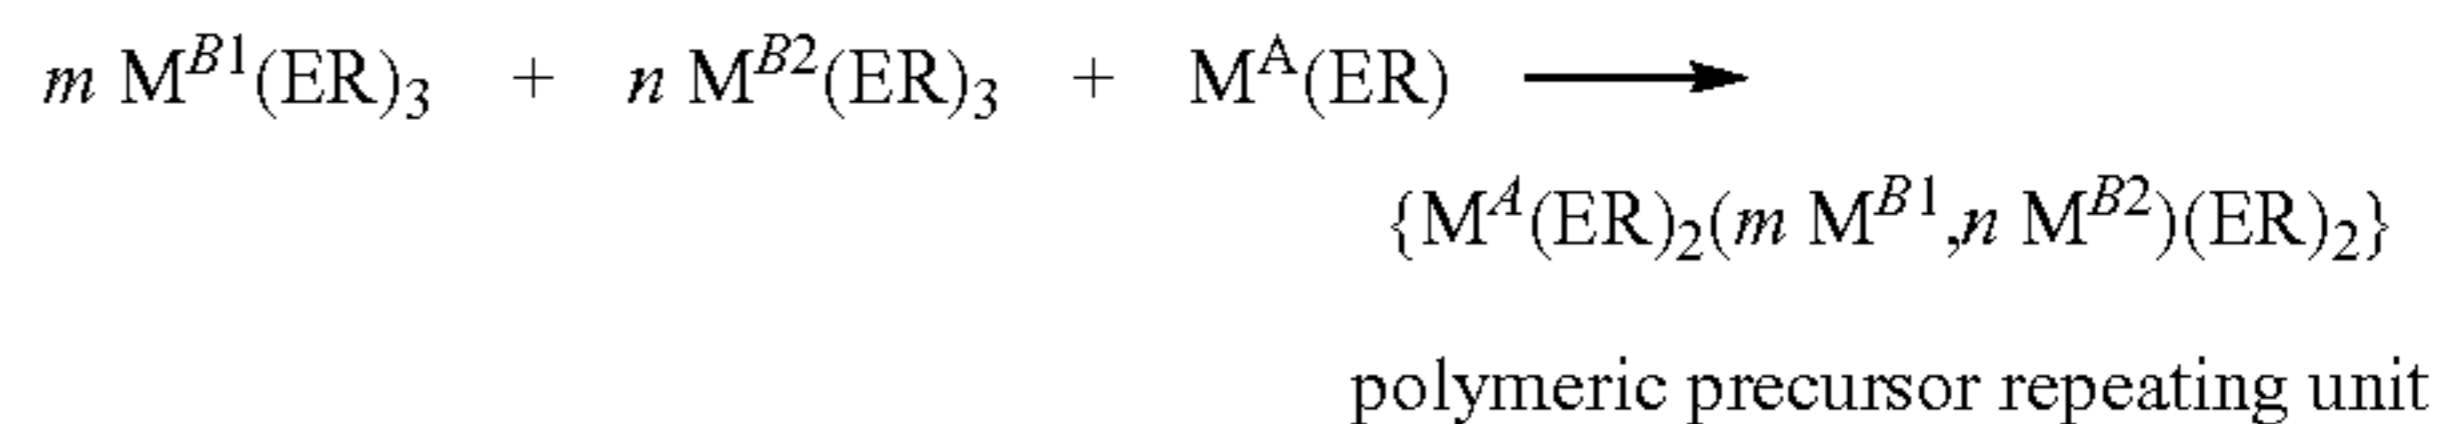 m M^{B1}(ER)_3 + n M^{B2}(ER)_3 + M^A(ER) ⟶
{M^A(ER)_2(m M^{B1},n M^{B2})(ER)_2}
polymeric precursor repeating unit